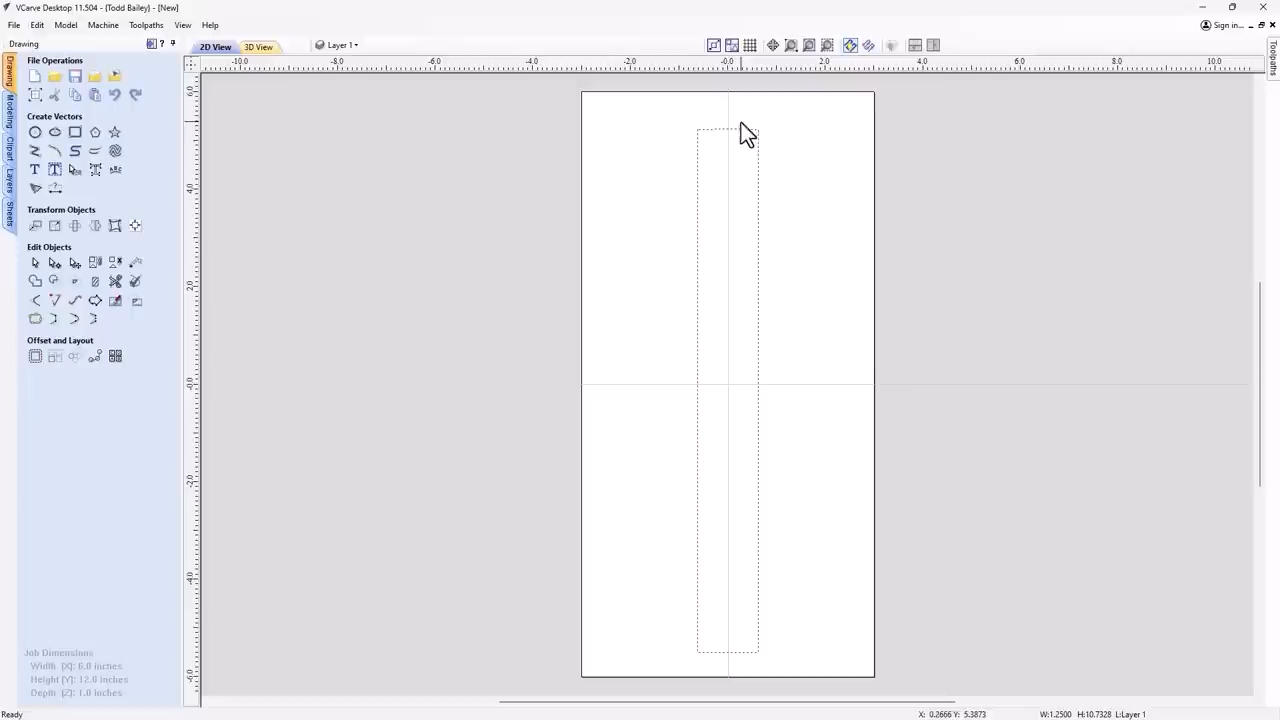 VCarve Desktop 11.504 - {Todd Bailey} - [New]
File Edit Model Machine Toolpaths View Help
Sign in...
Drawing
2D View 3D View
Layer 1
Toolpaths
Drawing
Modeling
Clipart
Layers
Sheets
File Operations
Create Vectors
Transform Objects
Edit Objects
Offset and Layout
-10.0 -8.0 -6.0 -4.0 -2.0 -0.0 2.0 4.0 6.0 8.0 10.0
6.0
4.0
2.0
-0.0
-2.0
-4.0
-6.0
Job Dimensions
Width (X): 6.0 inches
Height (Y): 12.0 inches
Depth (Z): 1.0 inches
Ready
X: 0.2666 Y: 5.3873
W:1.2500 H:10.7328 L:Layer 1